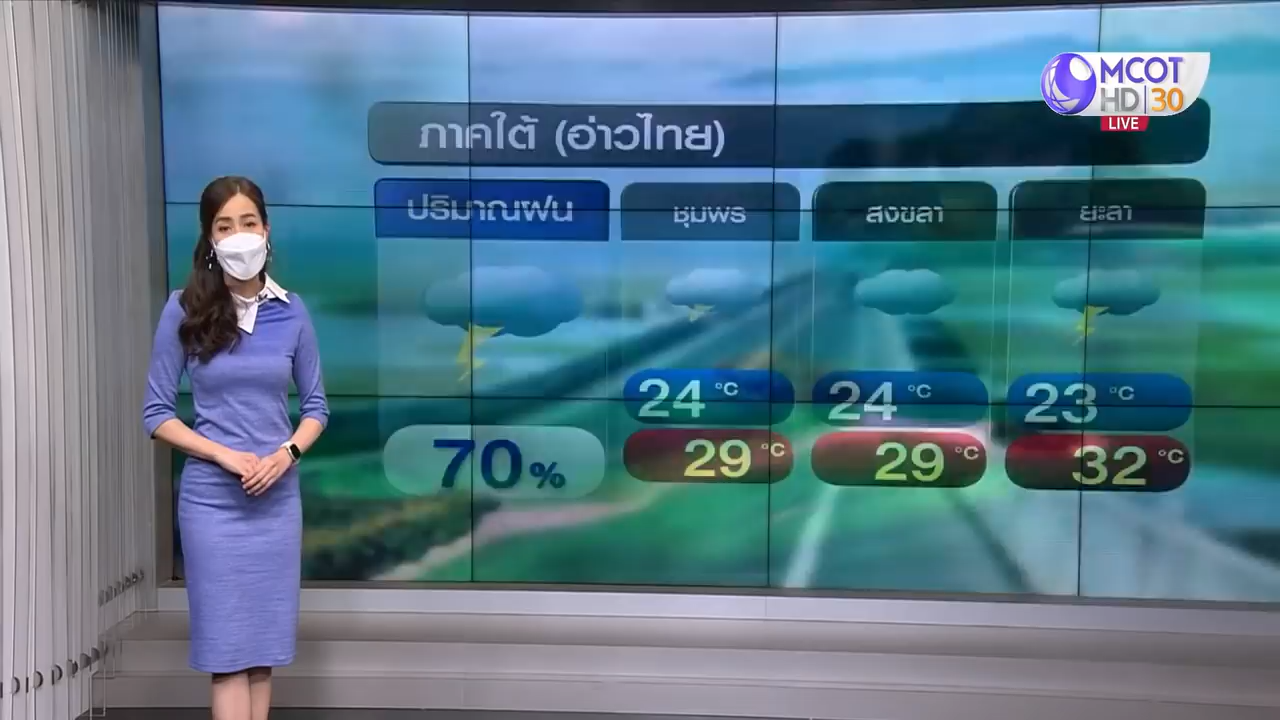 MCOT
HD 30
LIVE
ภาคใต้ (อ่าวไทย)
ปริมาณฝน ชุมพร สงขลา ยะลา
24 °C 24 °C 23 °C
70% 29 °C 29 °C 32 °C